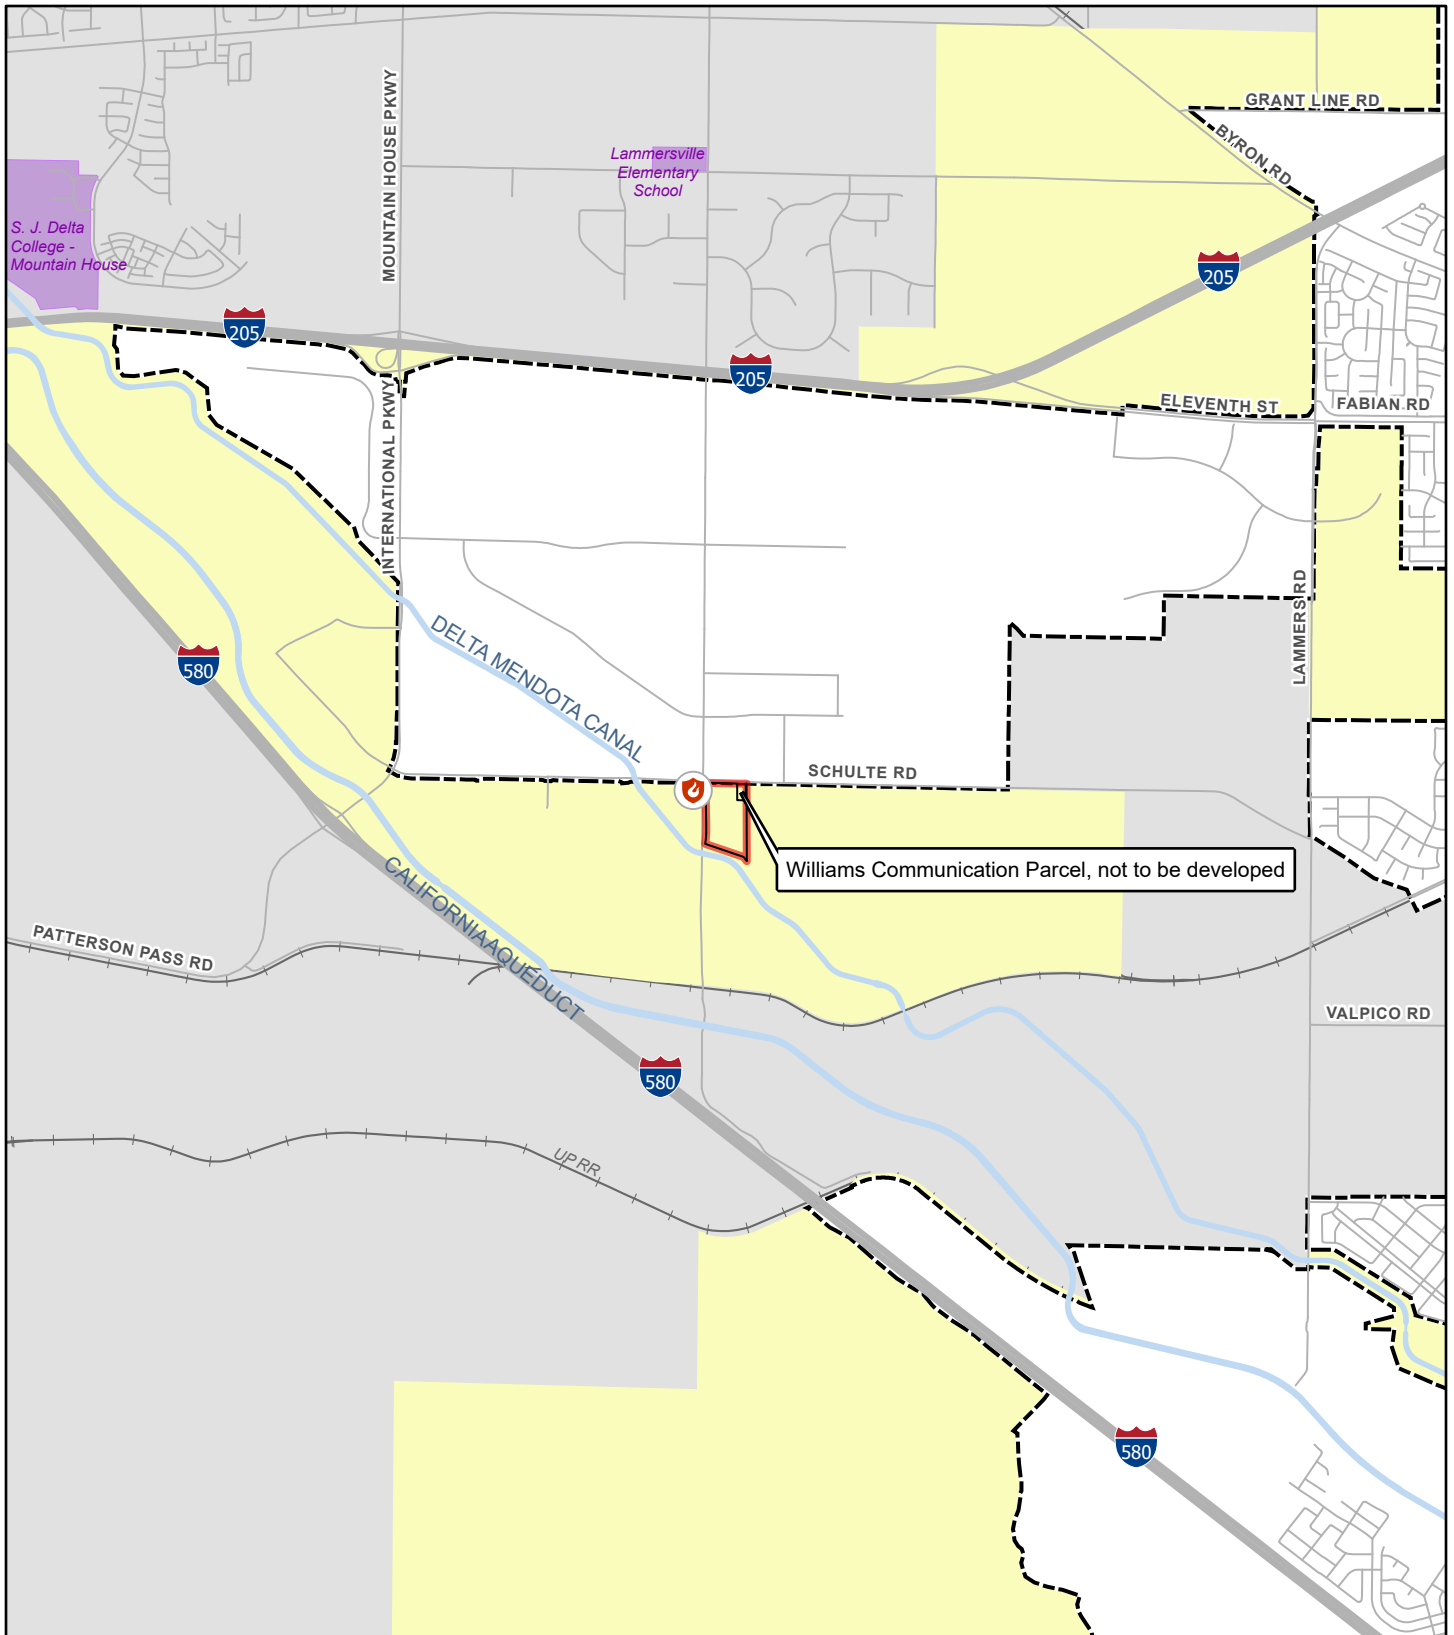 GRANT LINE RD
BYRON RD
MOUNTAIN HOUSE PKWY
Lammersville
Elementary
School
S. J. Delta
College -
Mountain House
205
205
205
ELEVENTH ST
FABIAN RD
INTERNATIONAL PKWY
LAMMERS RD
580
DELTA MENDOTA CANAL
SCHULTE RD
Williams Communication Parcel, not to be developed
CALIFORNIA AQUEDUCT
PATTERSON PASS RD
VALPICO RD
580
UP RR
580